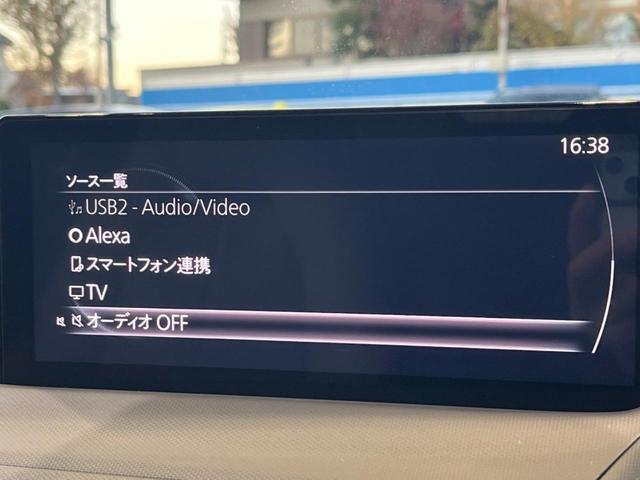 16:38
ソース一覧
USB2 - Audio/Video
Alexa
スマートフォン連携
TV
オーディオ OFF